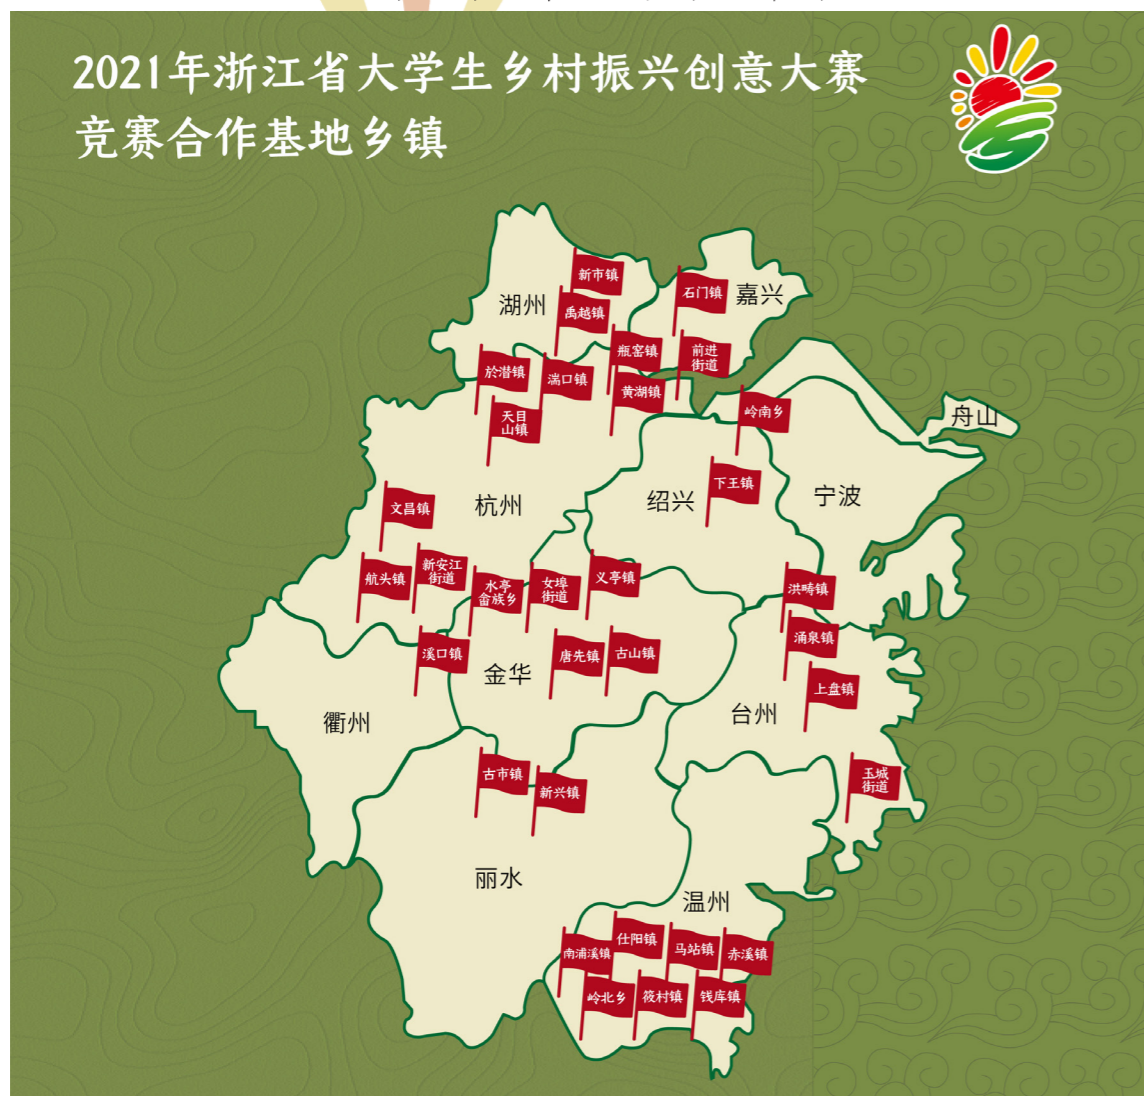 2021年浙江省大学生乡村振兴创意大赛
竞赛合作基地乡镇
新市镇
湖州
禹越镇
石门镇
嘉兴
瓶窑镇
前进
街道
於潜镇
湍口镇
黄湖镇
天目
山镇
岭南乡
舟山
下王镇
文昌镇
杭州
绍兴
宁波
航头镇
新安江
街道
水亭
畲族乡
女埠
街道
义亭镇
洪畴镇
涌泉镇
溪口镇
唐先镇
古山镇
金华
上盘镇
衢州
台州
古市镇
新兴镇
玉城
街道
丽水
温州
南浦溪镇
仕阳镇
马站镇
赤溪镇
岭北乡
筱村镇
钱库镇